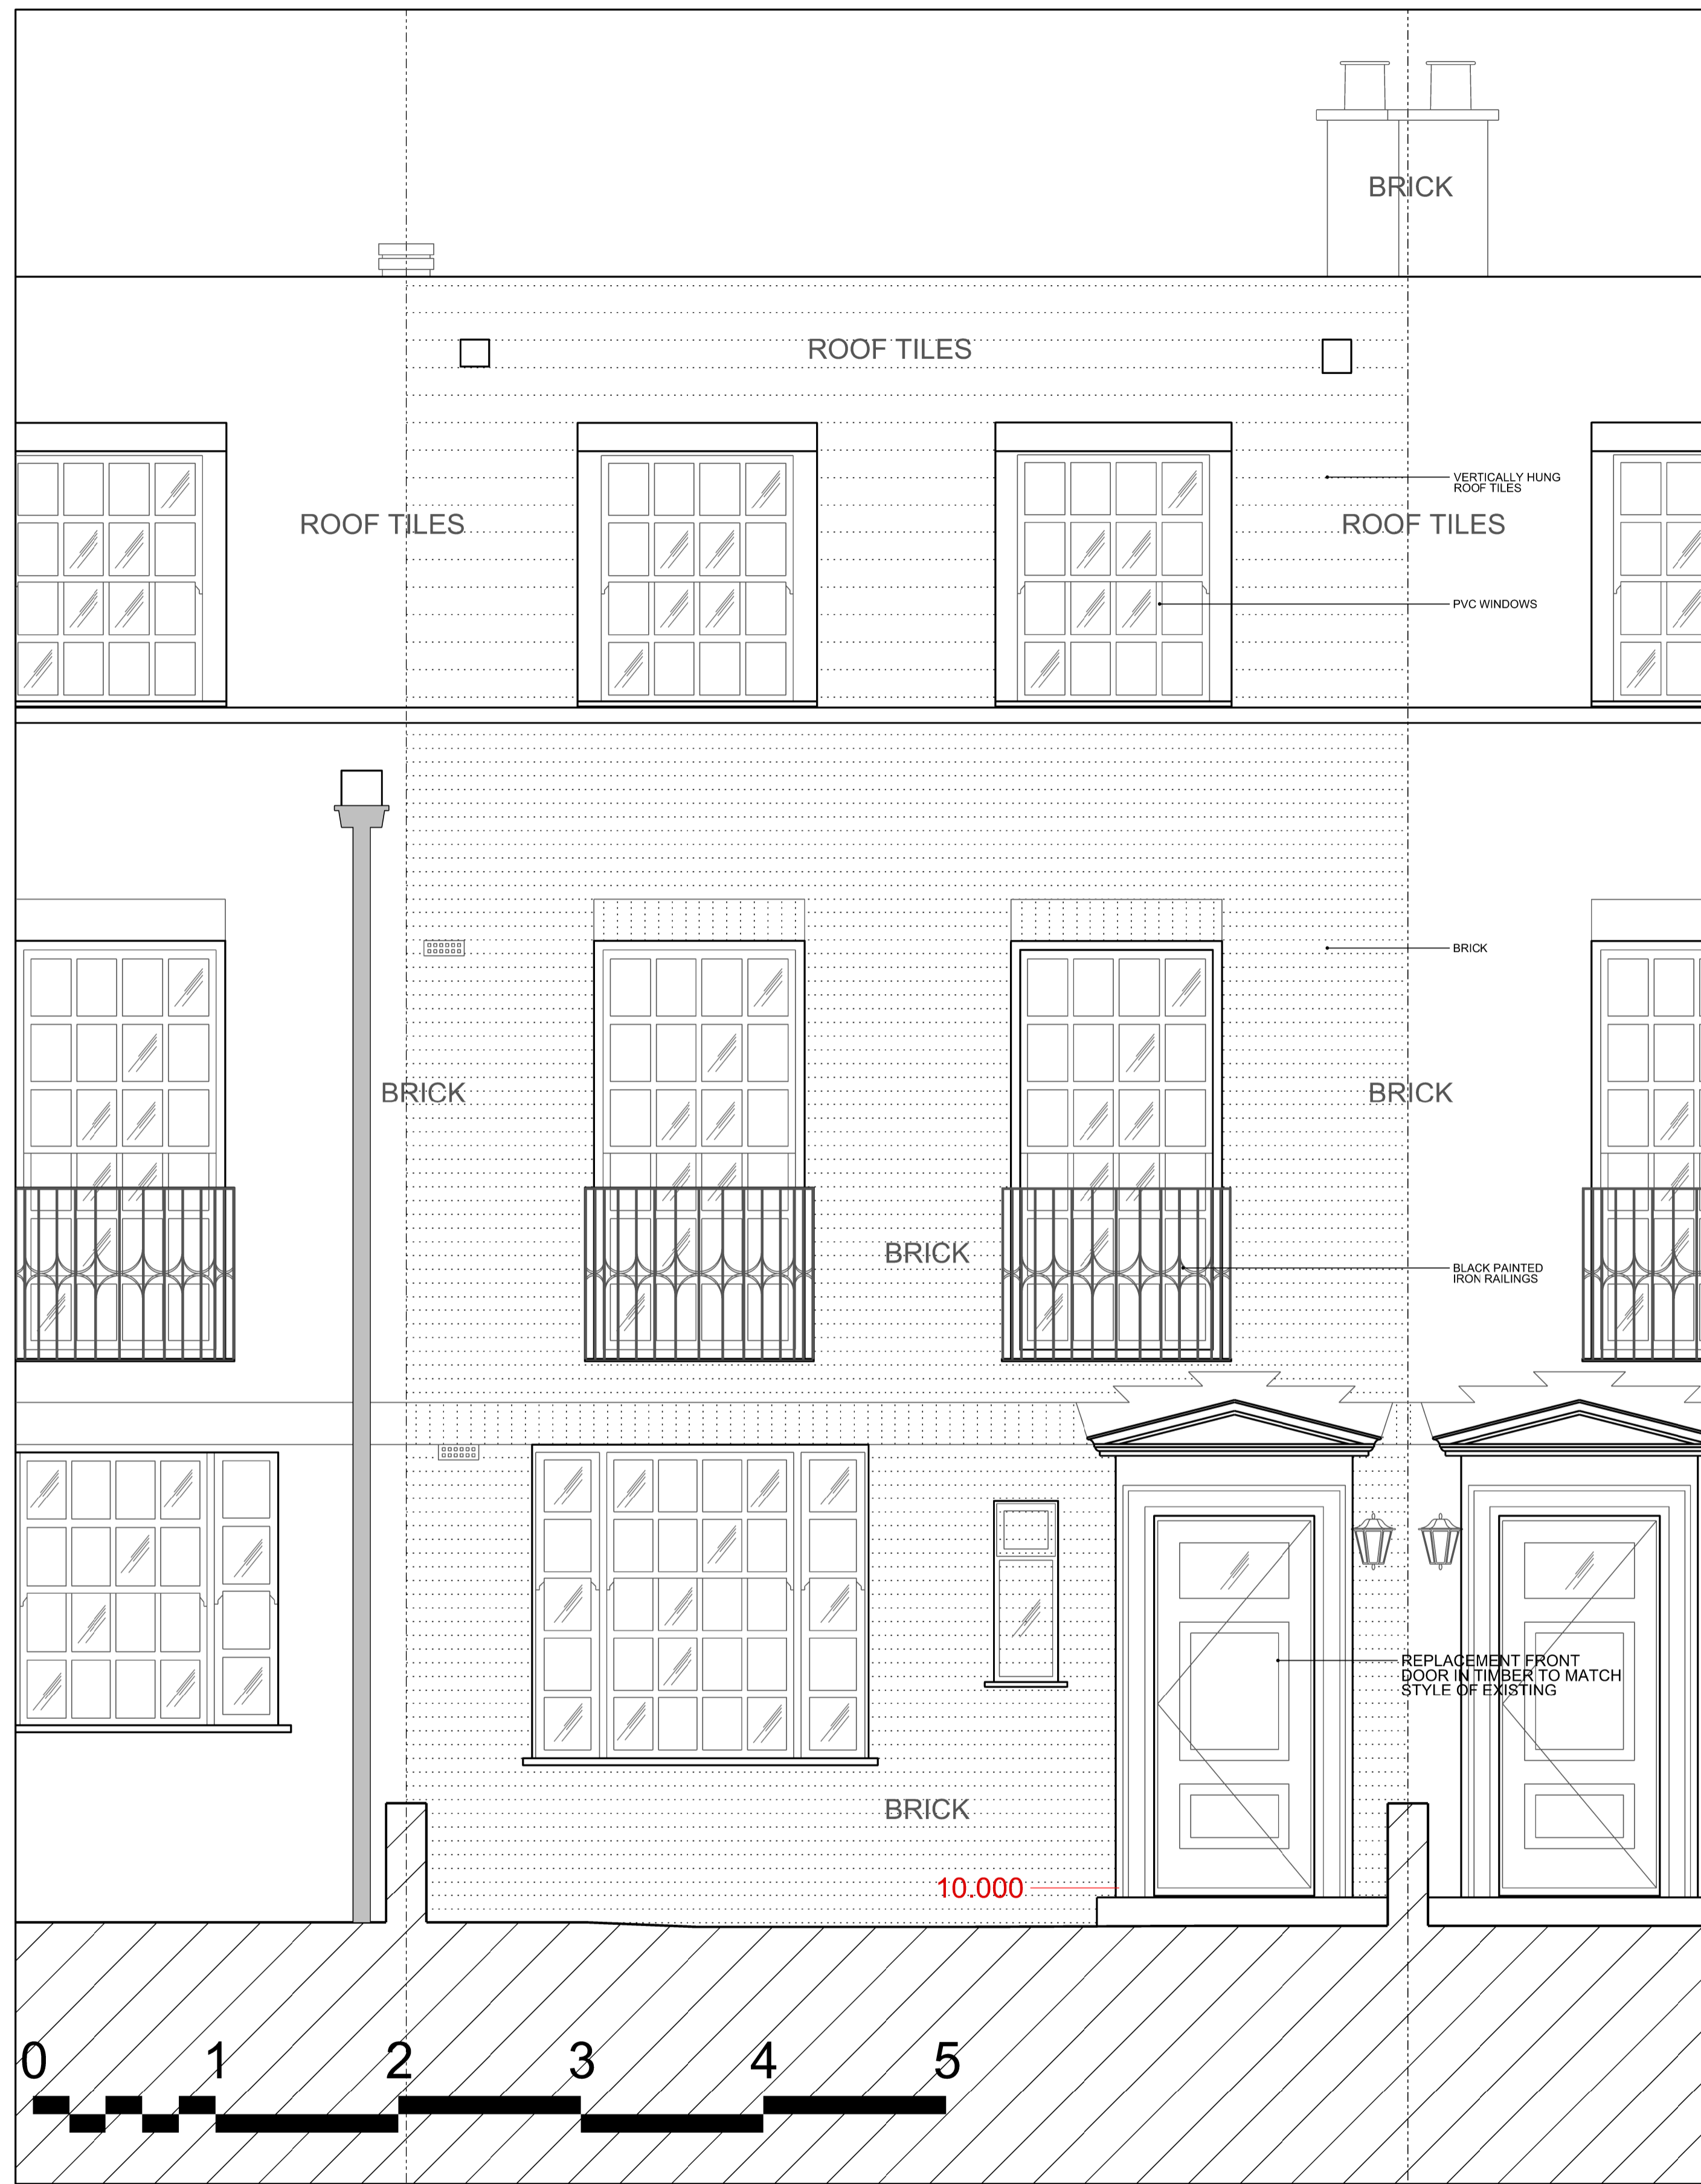 BRICK
ROOF TILES
VERTICALLY HUNG
ROOF TILES
ROOF TILES
ROOF TILES
PVC WINDOWS
BRICK
BRICK
BRICK
BRICK
BLACK PAINTED
IRON RAILINGS
REPLACEMENT FRONT
DOOR IN TIMBER TO MATCH
STYLE OF EXISTING
BRICK
10.000
0 1 2 3 4 5